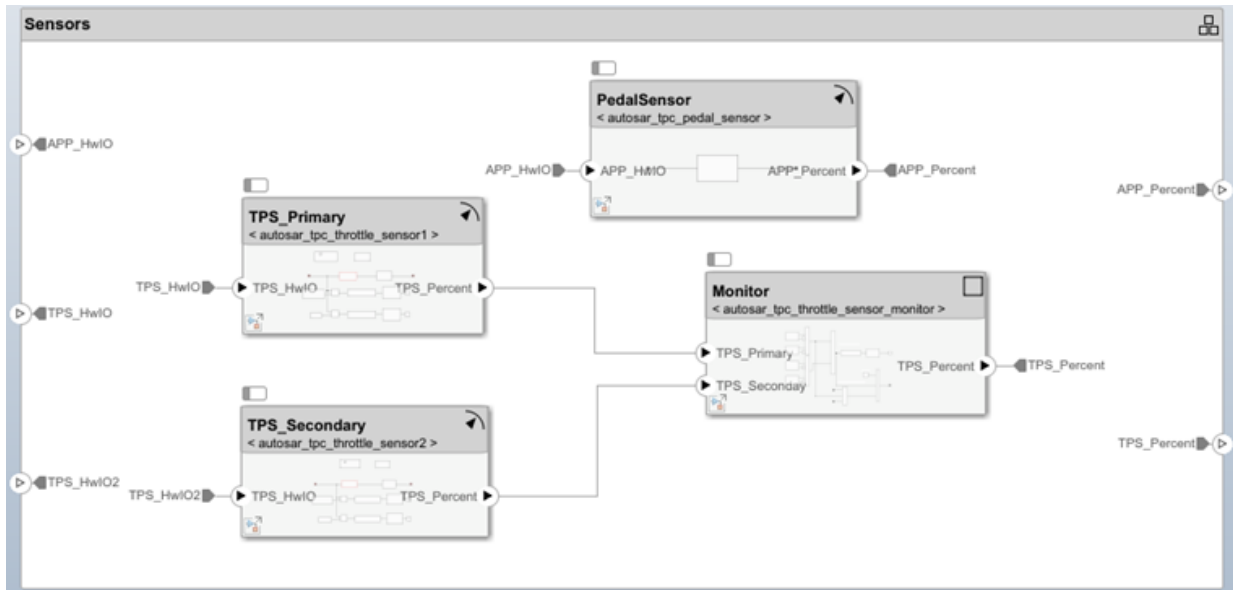 Sensors
APP_HwIO
TPS_HwIO
TPS_HwIO2
PedalSensor
< autosar_tpc_pedal_sensor >
APP_HwIO
APP_HwIO
APP_Percent
APP_Percent
TPS_Primary
< autosar_tpc_throttle_sensor1 >
TPS_HwIO
TPS_HwIO
TPS_Percent
Monitor
< autosar_tpc_throttle_sensor_monitor >
TPS_Primary
TPS_Seconday
TPS_Percent
TPS_Percent
TPS_Secondary
< autosar_tpc_throttle_sensor2 >
TPS_HwIO2
TPS_HwIO
TPS_Percent
APP_Percent
TPS_Percent